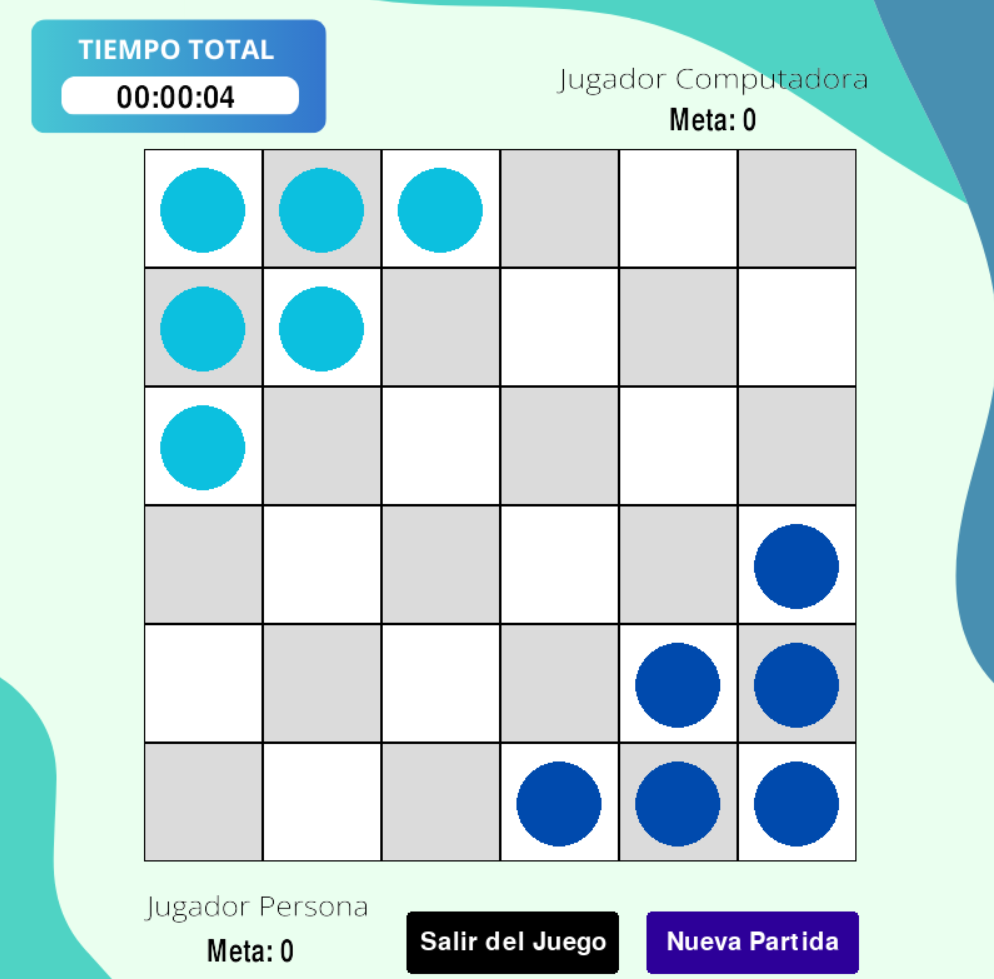 TIEMPO TOTAL
00:00:04
Jugador Computadora
Meta: 0
Jugador Persona
Meta: 0
Salir del Juego
Nueva Partida